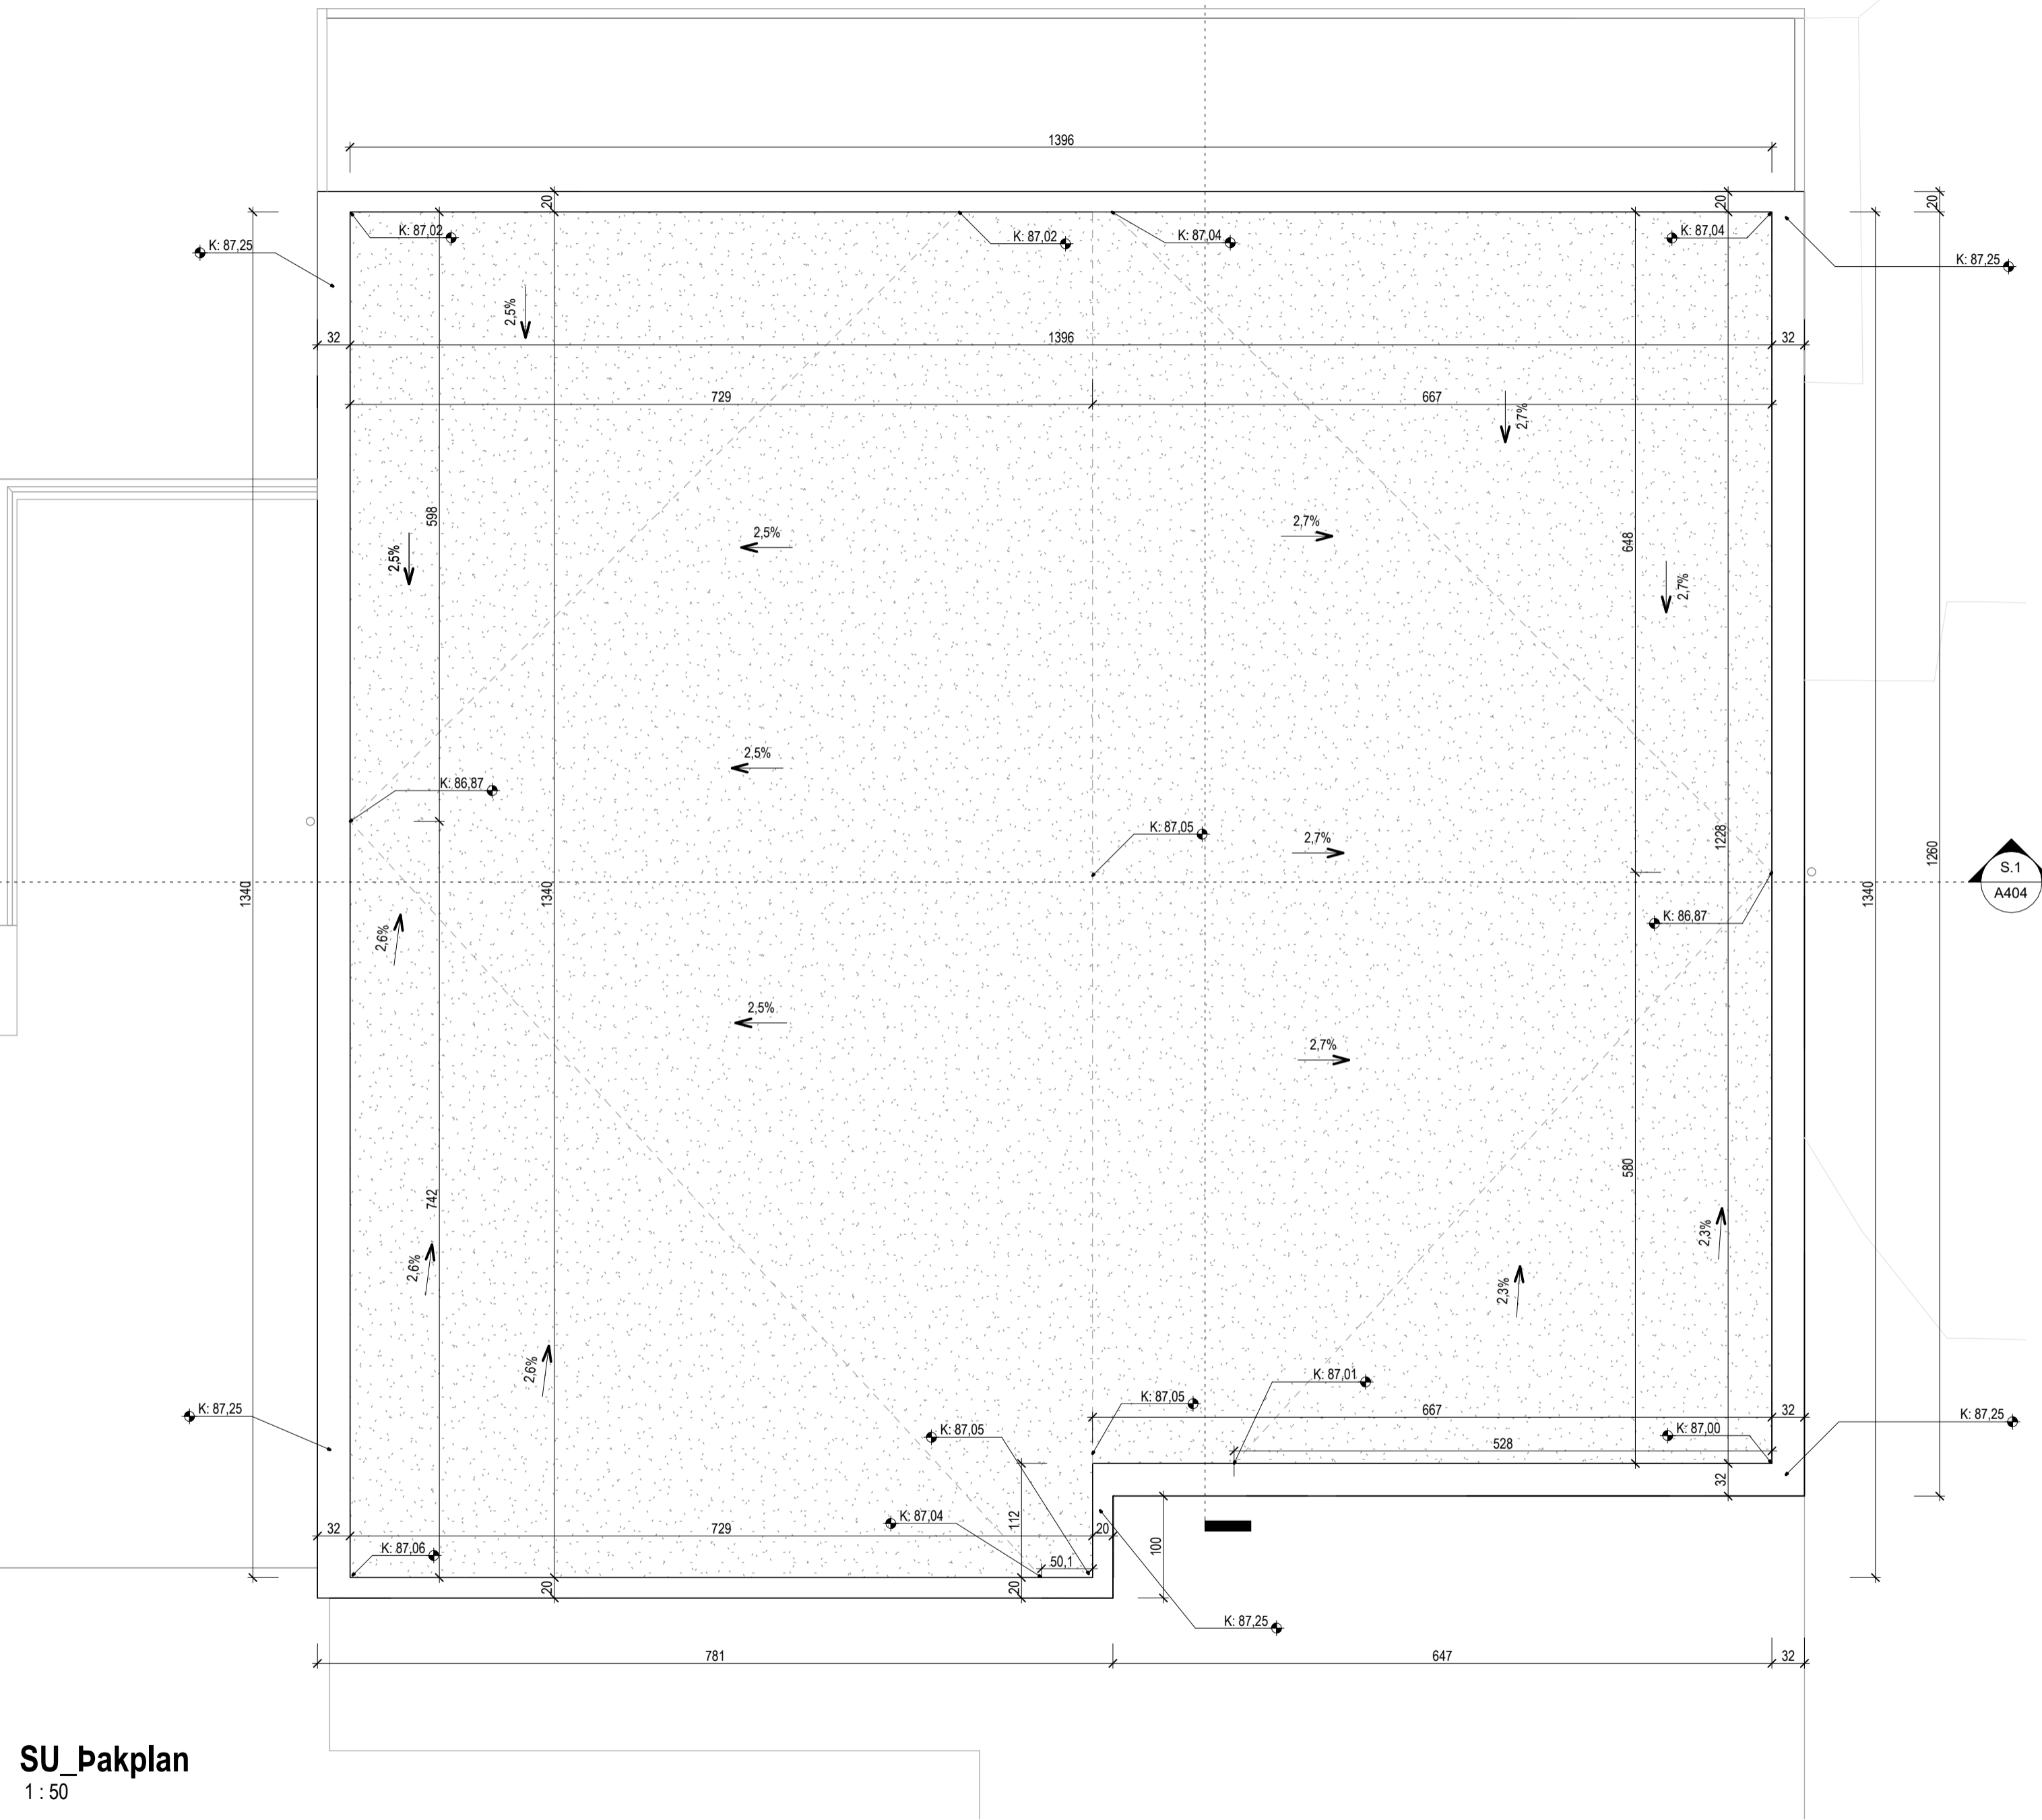 1396
20
20
20
K: 87,02
K: 87,25
K: 87,02
K: 87,04
K: 87,04
K: 87,25
2,5%
32
1396
32
729
667
2,7%
598
648
2,5%
2,5%
2,7%
2,7%
2,5%
K: 86,87
K: 87,05
2,7%
1228
1260
1340
1340
1340
S.1
A404
K: 86,87
2,6%
2,5%
2,7%
742
580
2,6%
2,3%
2,3%
2,6%
K: 87,01
K: 87,05
K: 87,25
667
32
K: 87,25
K: 87,05
K: 87,00
528
32
K: 87,04
112
32
729
20
100
K: 87,06
50,1
20
20
K: 87,25
781
647
32
SU_Þakplan
1 : 50